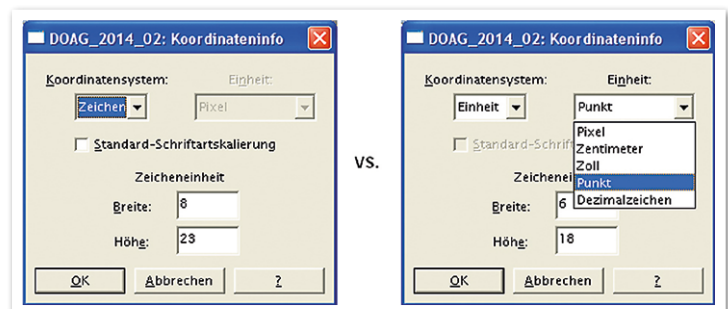 DOAG_2014_02: Koordinateninfo
Koordinatensystem: Einheit:
Zeichen Pixel
Standard-Schriftartskalierung
Zeicheneinheit
Breite: 8
Höhe: 23
OK Abbrechen ?
vs.
DOAG_2014_02: Koordinateninfo
Koordinatensystem: Einheit:
Einheit Punkt
Pixel
Zentimeter
Zoll
Punkt
Dezimalzeichen
Standard-Schrift
Zeichenei
Breite: 6
Höhe: 18
OK Abbrechen ?